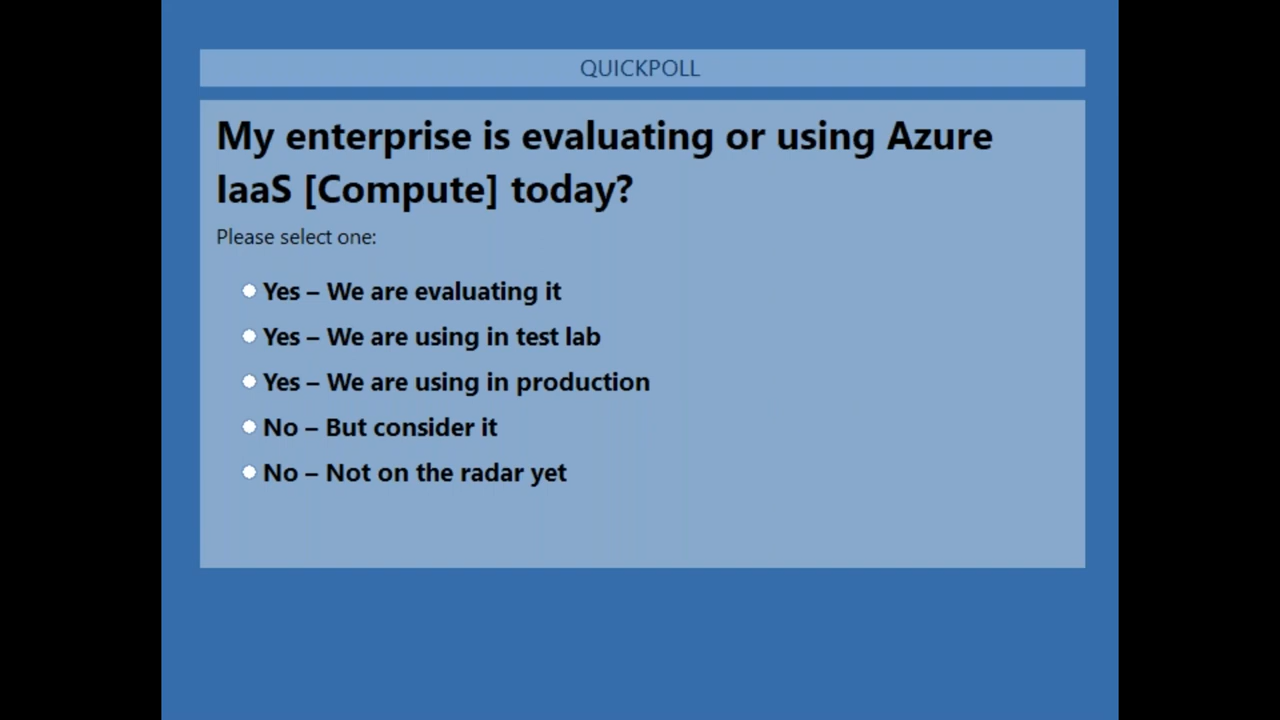 QUICKPOLL
My enterprise is evaluating or using Azure
IaaS [Compute] today?
Please select one:
Yes – We are evaluating it
Yes – We are using in test lab
Yes – We are using in production
No – But consider it
No – Not on the radar yet